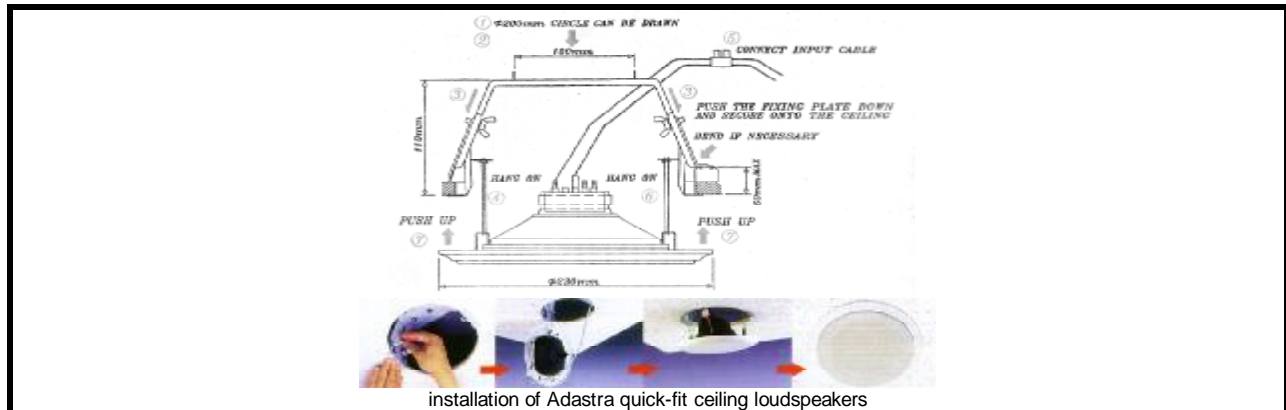 ① Φ200mm CIRCLE CAN BE DRAWN
②
180mm
⑤
CONNECT INPUT CABLE
③
③
PUSH THE FIXING PLATE DOWN
AND SECURE ONTO THE CEILING
BEND IF NECESSARY
110mm
HANG ON
HANG ON
④
⑥
50mm MAX
PUSH UP
PUSH UP
⑦
⑦
Φ230mm
installation of Adastra quick-fit ceiling loudspeakers